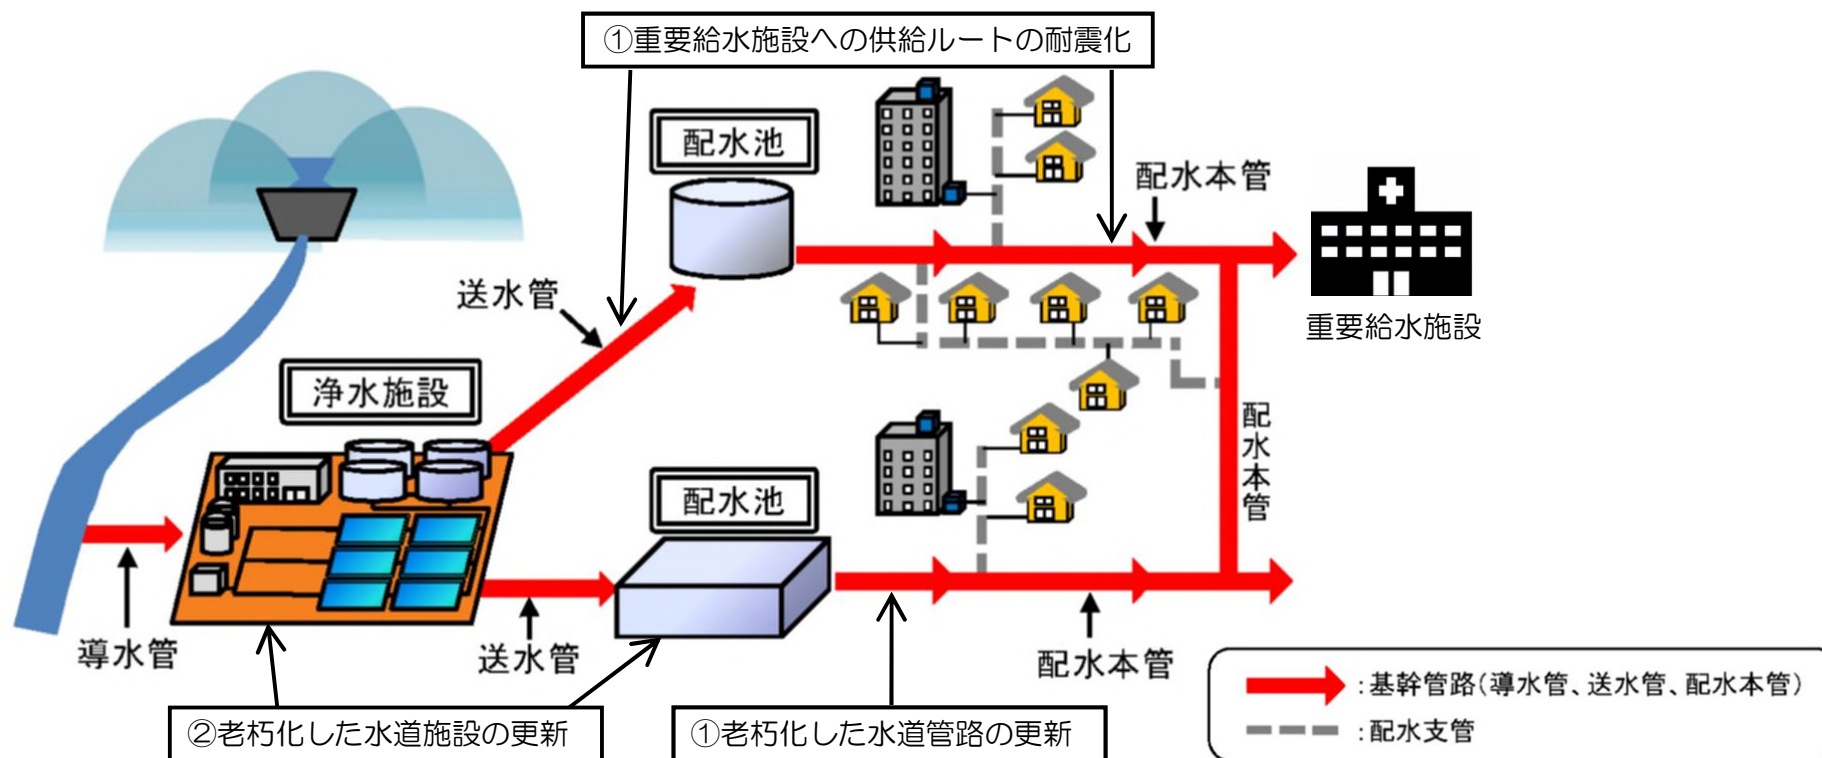 ①重要給水施設への供給ルートの耐震化
配水池
配水本管
送水管
重要給水施設
浄水施設
配水本管
配水池
導水管
送水管
配水本管
②老朽化した水道施設の更新
①老朽化した水道管路の更新
:基幹管路(導水管、送水管、配水本管)
:配水支管